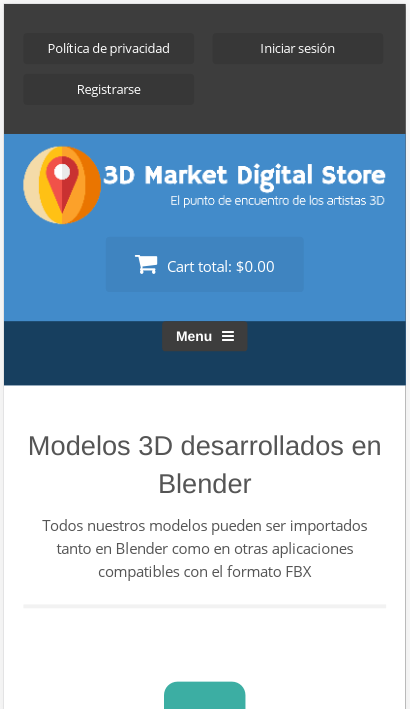 Política de privacidad
Iniciar sesión
Registrarse
3D Market Digital Store
El punto de encuentro de los artistas 3D
Cart total: $0.00
Menu
Modelos 3D desarrollados en
Blender
Todos nuestros modelos pueden ser importados
tanto en Blender como en otras aplicaciones
compatibles con el formato FBX